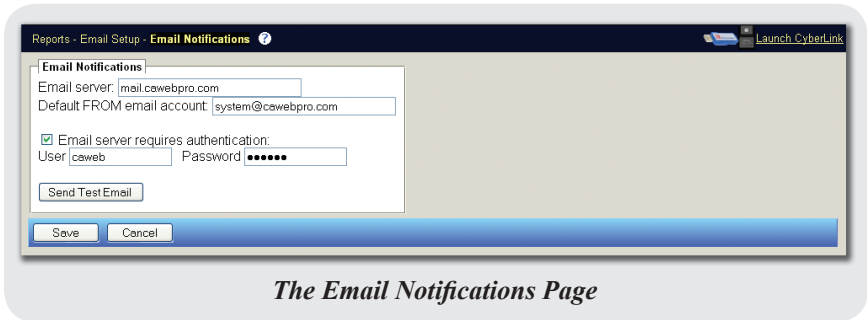 Reports - Email Setup - Email Notifications ?
Launch CyberLink
Email Notifications
Email server: mail.cawebpro.com
Default FROM email account: system@cawebpro.com
Email server requires authentication:
User caweb Password ●●●●●●
Send Test Email
Save Cancel
The Email Notifications Page